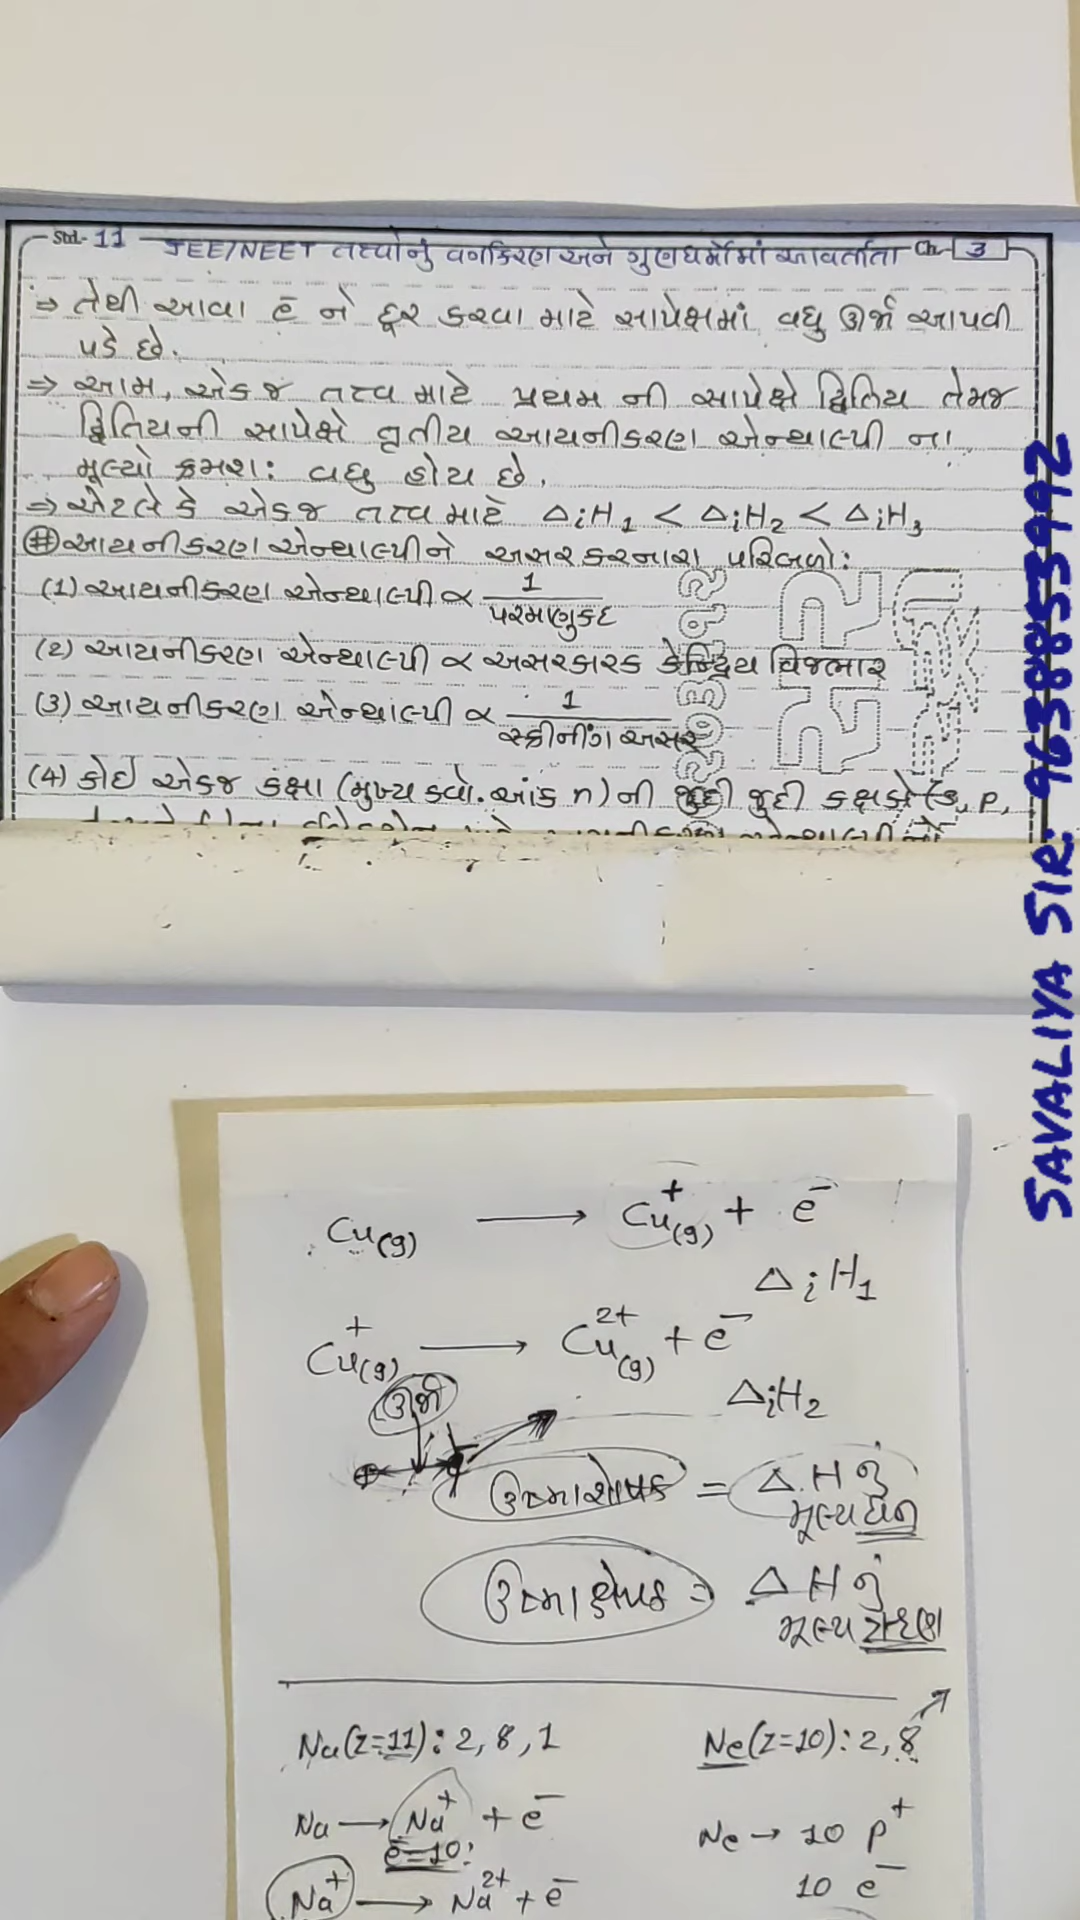 Std.- 11 JEE/NEET તત્ત્વોનું વર્ગીકરણ અને ગુણધર્મોમાં આવર્તતા Ch. 3
⇒ તેથી આવા ē ને દૂર કરવા માટે સાપેક્ષમાં વધુ ઊર્જા આપવી
પડે છે.
⇒ આમ, એકજ તત્વ માટે પ્રથમ ની સાપેક્ષે દ્વિતિય તેમજ
દ્વિતિયની સાપેક્ષે તૃતીય આયનીકરણ એન્થાલ્પી ના
મૂલ્યો ક્રમશઃ વધુ હોય છે.
⇒ એટલે કે એકજ તત્વ માટે ΔiH1 < ΔiH2 < ΔiH3
# આયનીકરણ એન્થાલ્પીને અસર કરનારા પરિબળો:
(1) આયનીકરણ એન્થાલ્પી ∝ 1 / પરમાણુકદ
(2) આયનીકરણ એન્થાલ્પી ∝ અસરકારક કેન્દ્રિય વિજભાર
(3) આયનીકરણ એન્થાલ્પી ∝ 1 / સ્ક્રીનીંગ અસર
(4) કોઈ એકજ કક્ષા (મુખ્ય ક્વો. આંક n) ની જુદી જુદી કક્ષકો (s, p,
SAVALIYA SIR: 9638853992
Cu(g) ⟶ Cu+(g) + e−
ΔiH1
Cu+(g) ⟶ Cu2+(g) + e−
ΔiH2
ઊર્જા
ઉષ્માશોષક = ΔH નું
મૂલ્ય ધન
ઉષ્માક્ષેપક = ΔH નું
મૂલ્ય ઋણ
Na(z=11): 2, 8, 1 Ne(z=10): 2, 8
Na ⟶ Na+ + e−
ē=10: Ne → 10 p+
Na+ ⟶ Na2+ + e− 10 e−